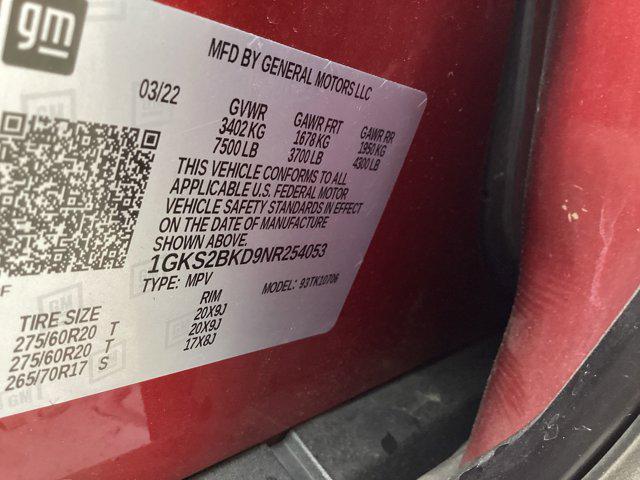 gm
MFD BY GENERAL MOTORS LLC
03/22
GVWR GAWR FRT GAWR RR
3402 KG 1678 KG 1950 KG
7500 LB 3700 LB 4300 LB
THIS VEHICLE CONFORMS TO ALL
APPLICABLE U.S. FEDERAL MOTOR
VEHICLE SAFETY STANDARDS IN EFFECT
ON THE DATE OF MANUFACTURE
SHOWN ABOVE.
1GKS2BKD9NR254053
TYPE: MPV MODEL: 93TK10706
F
TIRE SIZE RIM
275/60R20 T 20X9J
275/60R20 T 20X9J
265/70R17 S 17X8J